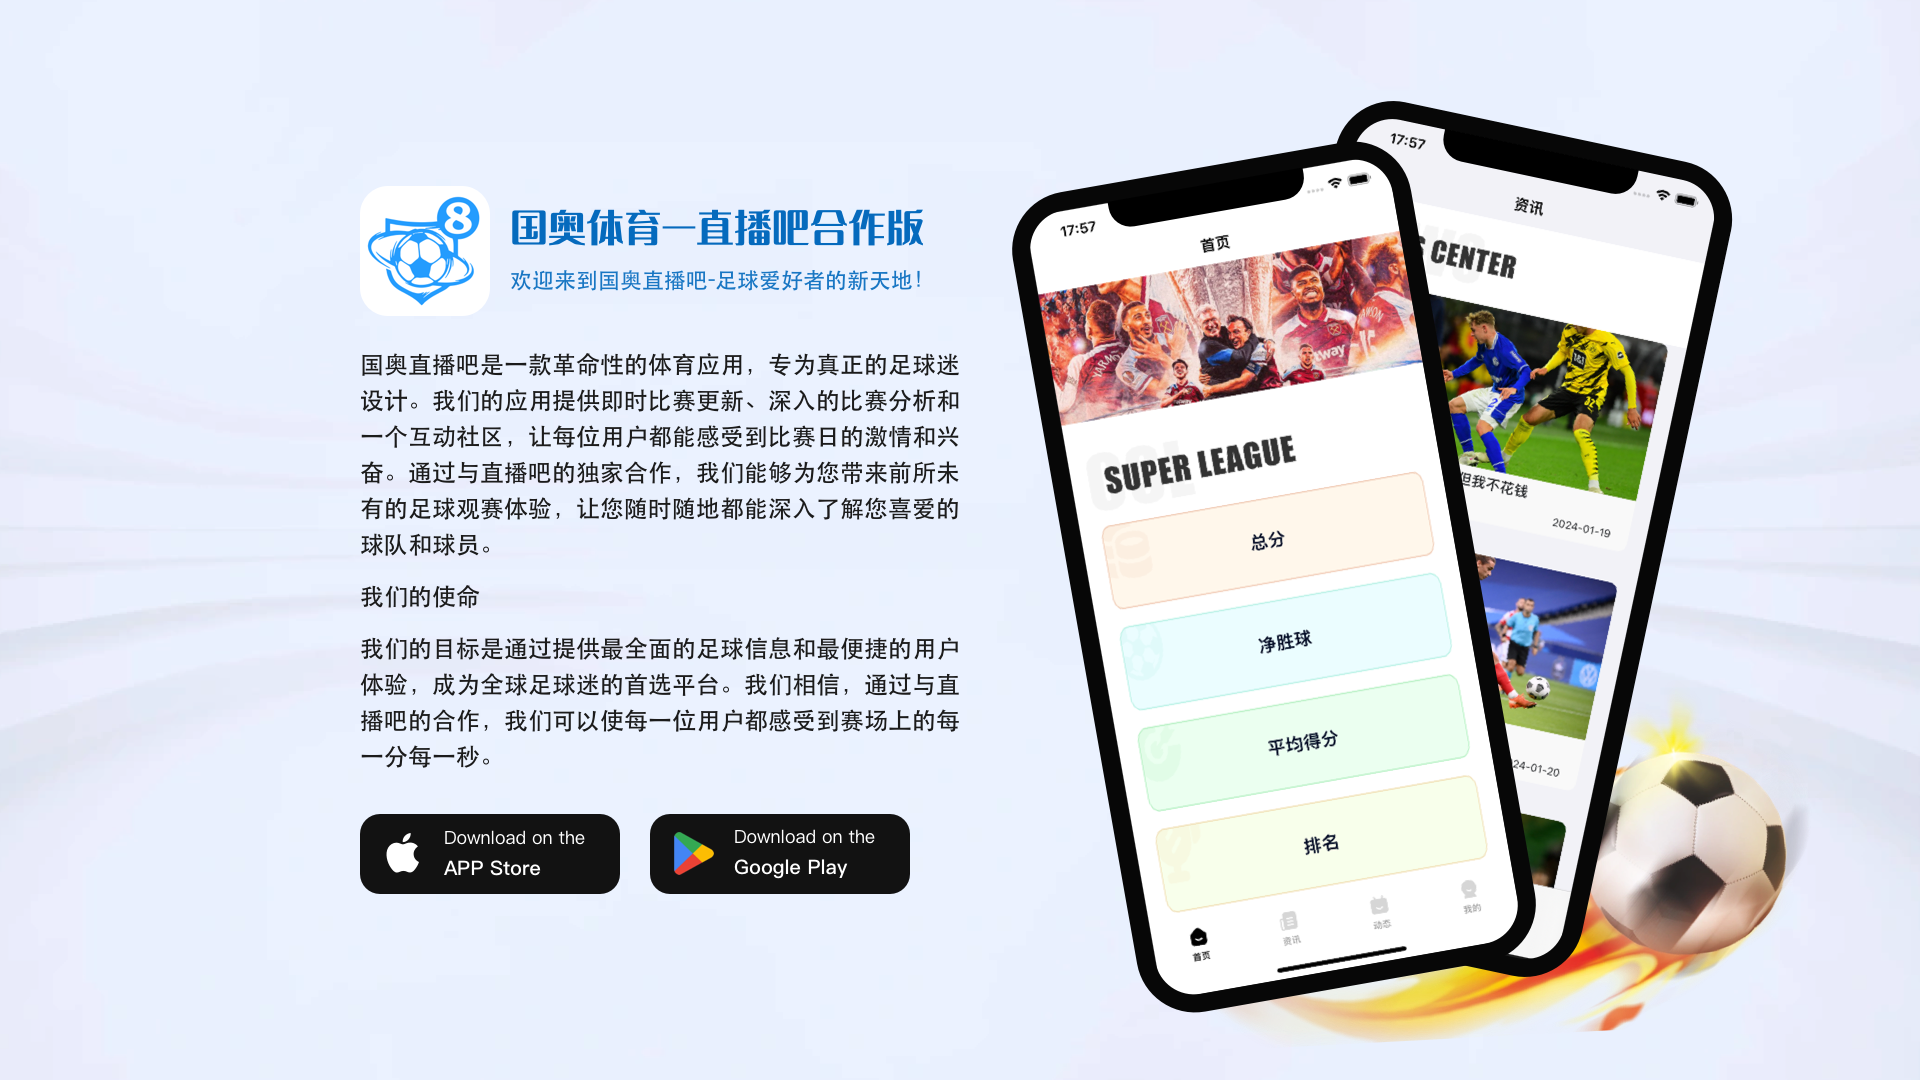 8
国奥体育—直播吧合作版
欢迎来到国奥直播吧-足球爱好者的新天地！
国奥直播吧是一款革命性的体育应用，专为真正的足球迷
设计。我们的应用提供即时比赛更新、深入的比赛分析和
一个互动社区，让每位用户都能感受到比赛日的激情和兴
奋。通过与直播吧的独家合作，我们能够为您带来前所未
有的足球观赛体验，让您随时随地都能深入了解您喜爱的
球队和球员。
我们的使命
我们的目标是通过提供最全面的足球信息和最便捷的用户
体验，成为全球足球迷的首选平台。我们相信，通过与直
播吧的合作，我们可以使每一位用户都感受到赛场上的每
一分每一秒。
Download on the
APP Store
Download on the
Google Play
17:57
首页
SUPER LEAGUE
总分
净胜球
平均得分
排名
首页
资讯
动态
我的
17:57
资讯
S CENTER
但我不花钱
2024-01-19
24-01-20